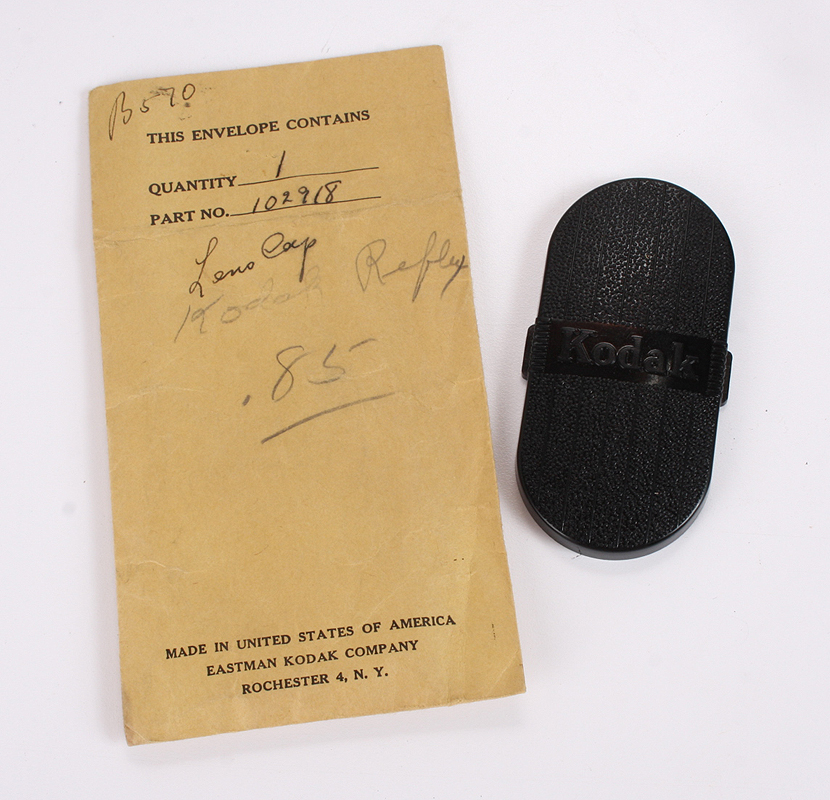 B570
THIS ENVELOPE CONTAINS
QUANTITY 1
PART NO. 102918
Lens Cap
Kodak Reflex
.85
MADE IN UNITED STATES OF AMERICA
EASTMAN KODAK COMPANY
ROCHESTER 4, N. Y.
Kodak